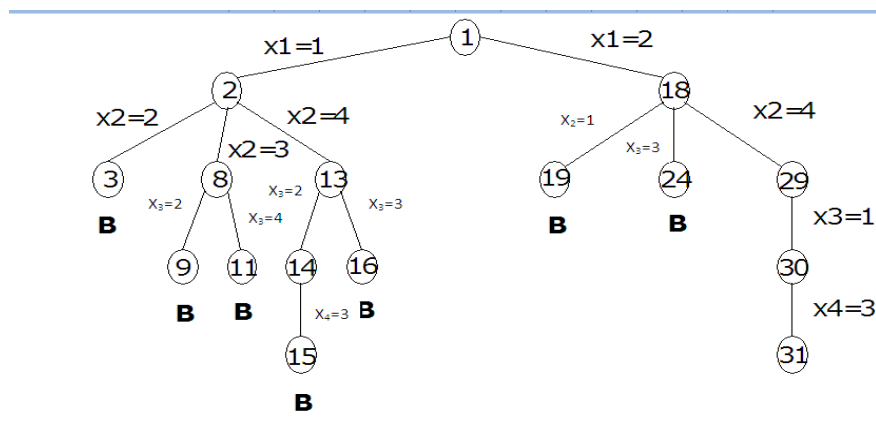 1
x1=1
x1=2
2
18
x2=2
x2=3
x2=4
X₂=1
X₃=3
x2=4
3
8
13
19
24
29
B
X₃=2
X₃=4
X₃=2
X₃=3
B
B
x3=1
9
11
14
16
30
B
B
X₄=3
B
x4=3
15
31
B